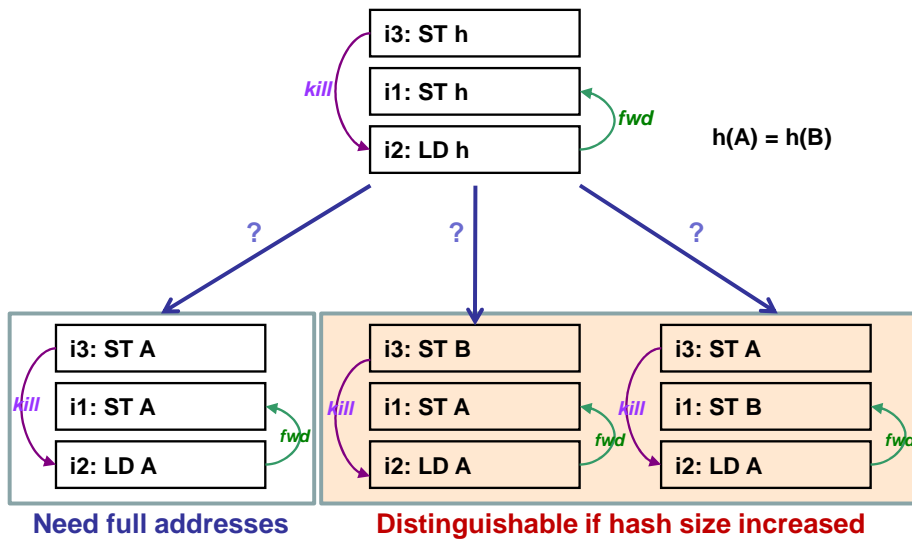 i3: ST h
kill
i1: ST h
fwd
i2: LD h
h(A) = h(B)
?
?
?
i3: ST A
kill
i1: ST A
fwd
i2: LD A
i3: ST B
kill
i1: ST A
fwd
i2: LD A
i3: ST A
kill
i1: ST B
fwd
i2: LD A
Need full addresses
Distinguishable if hash size increased